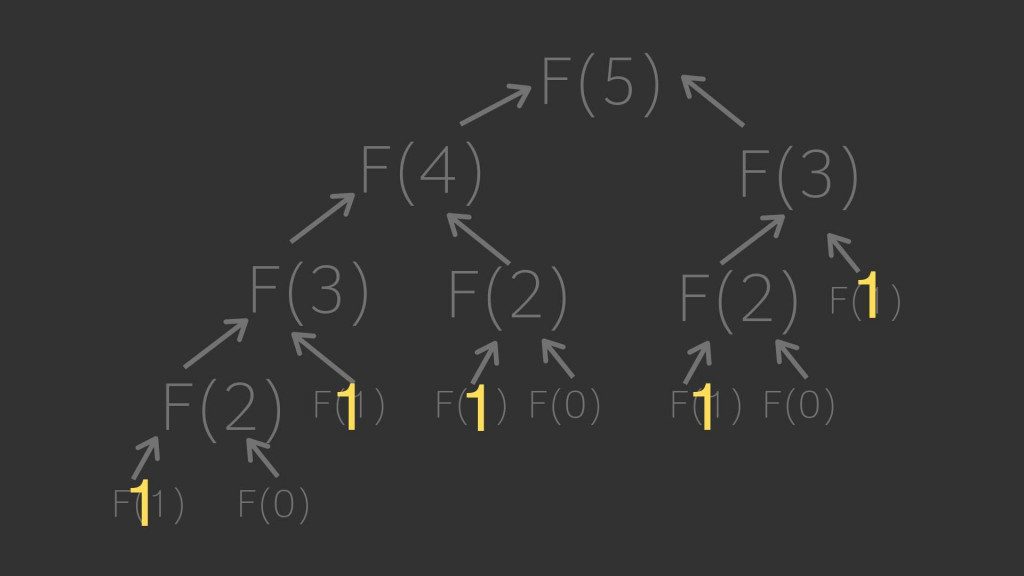 F(5)
F(4) F(3)
F(3) F(2) F(2) F(1) 1
F(2) F(1) 1 F(1) 1 F(0) F(1) 1 F(0)
F(1) 1 F(0)